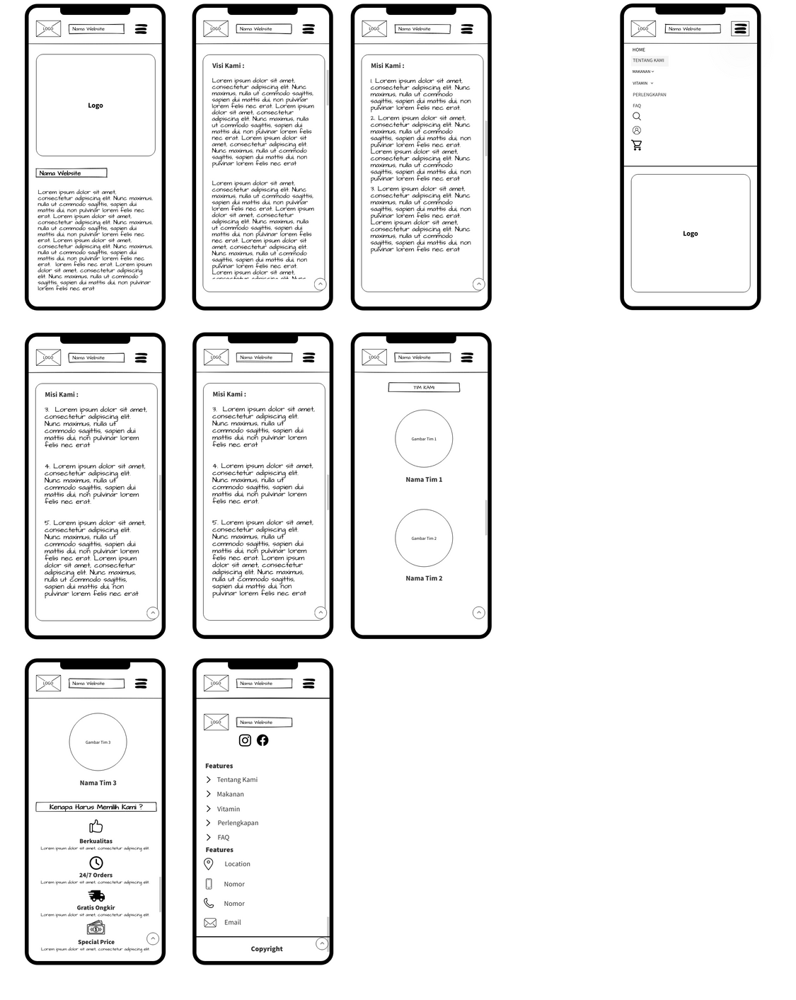 LOGO
Nama Website
Logo
Nama Website
Lorem ipsum dolor sit amet,
consectetur adipiscing elit. Nunc maximus,
nulla ut commodo sagittis, sapien dui
mattis dui, non pulvinar lorem felis nec
erat. Lorem ipsum dolor sit amet,
consectetur adipiscing elit. Nunc maximus,
nulla ut commodo sagittis, sapien dui
mattis dui, non pulvinar lorem felis nec
erat. Lorem ipsum dolor sit amet,
consectetur adipiscing elit. Nunc maximus,
nulla ut commodo sagittis, sapien dui
mattis dui, non pulvinar lorem felis nec
erat. lorem felis nec erat. Lorem ipsum
dolor sit amet, consectetur adipiscing
elit. Nunc maximus, nulla ut commodo
sagittis, sapien dui mattis dui, non pulvinar
lorem felis nec erat
LOGO
Nama Website
Visi Kami :
Lorem ipsum dolor sit amet,
consectetur adipiscing elit. Nunc
maximus, nulla ut commodo sagittis,
sapien dui mattis dui, non pulvinar
lorem felis nec erat. Lorem ipsum
dolor sit amet, consectetur
adipiscing elit. Nunc maximus, nulla
ut commodo sagittis, sapien dui
mattis dui, non pulvinar lorem felis
nec erat. Lorem ipsum dolor sit
amet, consectetur adipiscing elit.
Nunc maximus, nulla ut commodo
sagittis, sapien dui mattis dui, non
pulvinar lorem felis nec erat
Lorem ipsum dolor sit amet,
consectetur adipiscing elit. Nunc
maximus, nulla ut commodo sagittis,
sapien dui mattis dui, non pulvinar
lorem felis nec erat. Lorem ipsum
dolor sit amet, consectetur
adipiscing elit. Nunc maximus, nulla
ut commodo sagittis, sapien dui
mattis dui, non pulvinar lorem felis
nec erat. Lorem ipsum dolor sit
amet, consectetur adipiscing elit.
Nunc maximus, nulla ut commodo
sagittis, sapien dui mattis dui, non
pulvinar lorem felis nec erat
Lorem ipsum dolor sit amet,
consectetur adipiscing elit. Nunc
LOGO
Nama Website
Misi Kami :
1. Lorem ipsum dolor sit amet,
consectetur adipiscing elit. Nunc
maximus, nulla ut commodo
sagittis, sapien dui mattis dui, non
pulvinar lorem felis nec erat.
2. Lorem ipsum dolor sit amet,
consectetur adipiscing elit. Nunc
maximus, nulla ut commodo
sagittis, sapien dui mattis dui, non
pulvinar lorem felis nec erat
Lorem ipsum dolor sit amet,
consectetur adipiscing elit. Nunc
maximus, nulla ut commodo
sagittis, sapien dui mattis dui, non
pulvinar lorem felis nec erat
3. Lorem ipsum dolor sit amet,
consectetur adipiscing elit. Nunc
maximus, nulla ut commodo
sagittis, sapien dui mattis dui, non
pulvinar lorem felis nec erat
Lorem ipsum dolor sit amet,
consectetur adipiscing elit. Nunc
maximus, nulla ut commodo
sagittis, sapien dui mattis dui, non
pulvinar lorem felis nec erat
LOGO
Nama Website
HOME
TENTANG KAMI
MAKANAN
VITAMIN
PERLENGKAPAN
FAQ
Logo
LOGO
Nama Website
Misi Kami :
3. Lorem ipsum dolor sit amet,
consectetur adipiscing elit.
Nunc maximus, nulla ut
commodo sagittis, sapien dui
mattis dui, non pulvinar lorem
felis nec erat
4. Lorem ipsum dolor sit amet,
consectetur adipiscing elit.
Nunc maximus, nulla ut
commodo sagittis, sapien dui
mattis dui, non pulvinar lorem
felis nec erat.
5. Lorem ipsum dolor sit amet,
consectetur adipiscing elit.
Nunc maximus, nulla ut
commodo sagittis, sapien dui
mattis dui, non pulvinar lorem
felis nec erat. Lorem ipsum
dolor sit amet, consectetur
adipiscing elit. Nunc maximus,
nulla ut commodo sagittis,
sapien dui mattis dui, non
pulvinar lorem felis nec erat
LOGO
Nama Website
Misi Kami :
3. Lorem ipsum dolor sit amet,
consectetur adipiscing elit.
Nunc maximus, nulla ut
commodo sagittis, sapien dui
mattis dui, non pulvinar lorem
felis nec erat
4. Lorem ipsum dolor sit amet,
consectetur adipiscing elit.
Nunc maximus, nulla ut
commodo sagittis, sapien dui
mattis dui, non pulvinar lorem
felis nec erat.
5. Lorem ipsum dolor sit amet,
consectetur adipiscing elit.
Nunc maximus, nulla ut
commodo sagittis, sapien dui
mattis dui, non pulvinar lorem
felis nec erat. Lorem ipsum
dolor sit amet, consectetur
adipiscing elit. Nunc maximus,
nulla ut commodo sagittis,
sapien dui mattis dui, non
pulvinar lorem felis nec erat
LOGO
Nama Website
TIM KAMI
Gambar Tim 1
Nama Tim 1
Gambar Tim 2
Nama Tim 2
LOGO
Nama Website
Gambar Tim 3
Nama Tim 3
Kenapa Harus Memilih Kami ?
Berkualitas
Lorem ipsum dolor sit amet, consectetur adipiscing elit.
24/7 Orders
Lorem ipsum dolor sit amet, consectetur adipiscing elit.
Gratis Ongkir
Lorem ipsum dolor sit amet, consectetur adipiscing elit.
Special Price
Lorem ipsum dolor sit amet, consectetur adipiscing elit.
LOGO
Nama Website
LOGO
Nama Website
Features
Tentang Kami
Makanan
Vitamin
Perlengkapan
FAQ
Features
Location
Nomor
Nomor
Email
Copyright